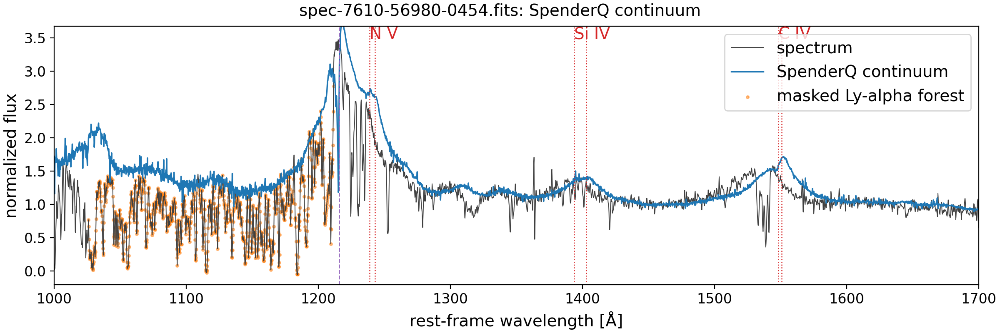 spec-7610-56980-0454.fits: SpenderQ continuum
N V
Si IV
C IV
spectrum
SpenderQ continuum
masked Ly-alpha forest
normalized flux
3.5
3.0
2.5
2.0
1.5
1.0
0.5
0.0
1000 1100 1200 1300 1400 1500 1600 1700
rest-frame wavelength [Å]